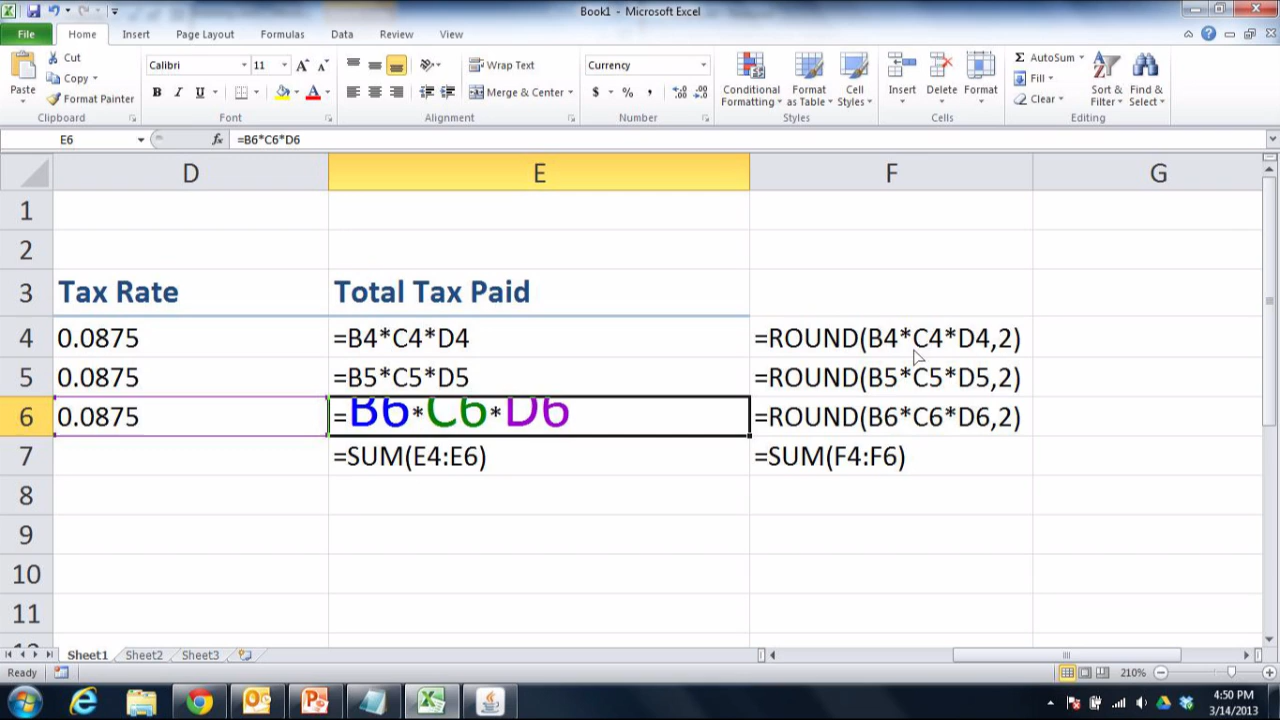 Book1 - Microsoft Excel
File Home Insert Page Layout Formulas Data Review View
Paste
Cut
Copy
Format Painter
Clipboard
Calibri 11
B I U
Font
Wrap Text
Merge & Center
Alignment
Currency
$ % ,
Number
Conditional Formatting
Format as Table
Cell Styles
Styles
Insert Delete Format
Cells
Σ AutoSum
Fill
Clear
Sort & Filter
Find & Select
Editing
E6 fx =B6*C6*D6
D E F G
1
2
3 Tax Rate Total Tax Paid
4 0.0875 =B4*C4*D4 =ROUND(B4*C4*D4,2)
5 0.0875 =B5*C5*D5 =ROUND(B5*C5*D5,2)
6 0.0875 =B6*C6*D6 =ROUND(B6*C6*D6,2)
7 =SUM(E4:E6) =SUM(F4:F6)
8
9
10
11
Sheet1 Sheet2 Sheet3
Ready 210%
4:50 PM
3/14/2013